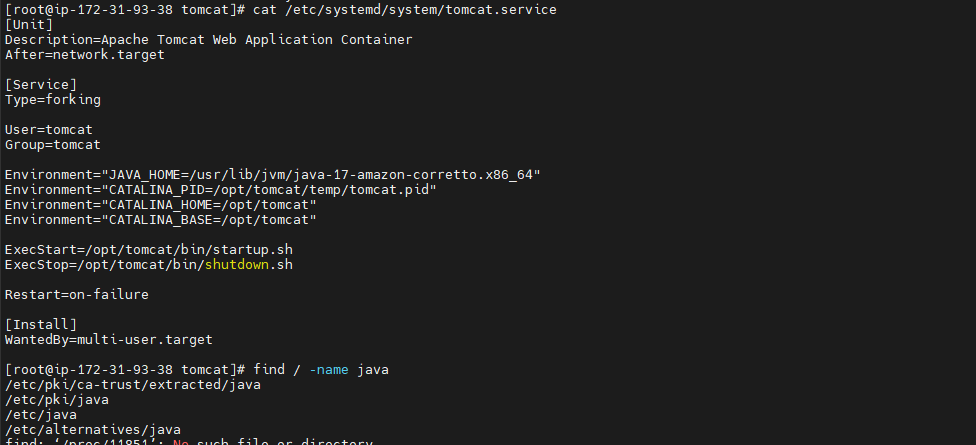 [root@ip-172-31-93-38 tomcat]# cat /etc/systemd/system/tomcat.service
[Unit]
Description=Apache Tomcat Web Application Container
After=network.target
[Service]
Type=forking
User=tomcat
Group=tomcat
Environment="JAVA_HOME=/usr/lib/jvm/java-17-amazon-corretto.x86_64"
Environment="CATALINA_PID=/opt/tomcat/temp/tomcat.pid"
Environment="CATALINA_HOME=/opt/tomcat"
Environment="CATALINA_BASE=/opt/tomcat"
ExecStart=/opt/tomcat/bin/startup.sh
ExecStop=/opt/tomcat/bin/shutdown.sh
Restart=on-failure
[Install]
WantedBy=multi-user.target
[root@ip-172-31-93-38 tomcat]# find / -name java
/etc/pki/ca-trust/extracted/java
/etc/pki/java
/etc/java
/etc/alternatives/java
find: ‘/proc/11851’: No such file or directory